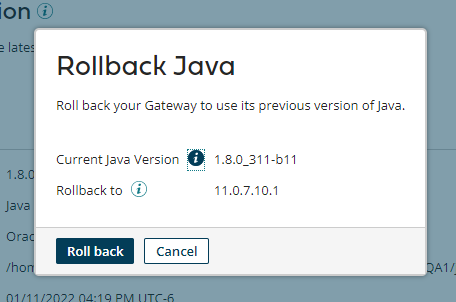 ion
e lates
Rollback Java
Roll back your Gateway to use its previous version of Java.
Current Java Version 1.8.0_311-b11
Rollback to 11.0.7.10.1
Roll back Cancel
1.8.0
Java
Orac
/hom QA1/j
01/11/2022 04:19 PM UTC-6